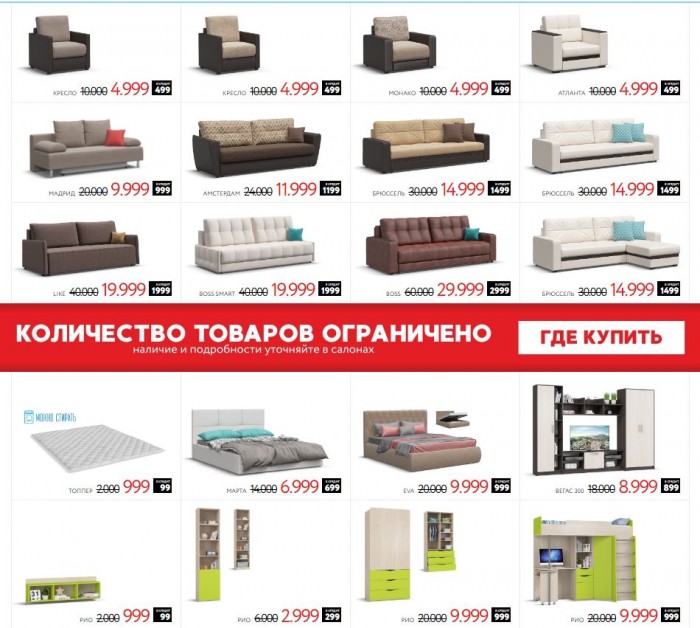 КРЕСЛО 10.000 4.999 В КРЕДИТ 499
КРЕСЛО 10.000 4.999 В КРЕДИТ 499
МОНАКО 10.000 4.999 В КРЕДИТ 499
АТЛАНТА 10.000 4.999 В КРЕДИТ 499
МАДРИД 20.000 9.999 В КРЕДИТ 999
АМСТЕРДАМ 24.000 11.999 В КРЕДИТ 1199
БРЮССЕЛЬ 30.000 14.999 В КРЕДИТ 1499
БРЮССЕЛЬ 30.000 14.999 В КРЕДИТ 1499
LIKE 40.000 19.999 В КРЕДИТ 1999
BOSS SMART 40.000 19.999 В КРЕДИТ 1999
BOSS 60.000 29.999 В КРЕДИТ 2999
БРЮССЕЛЬ 30.000 14.999 В КРЕДИТ 1499
КОЛИЧЕСТВО ТОВАРОВ ОГРАНИЧЕНО
наличие и подробности уточняйте в салонах
ГДЕ КУПИТЬ
МОЖНО СТИРАТЬ
ТОППЕР 2.000 999 В КРЕДИТ 99
МАРТА 14.000 6.999 В КРЕДИТ 699
EVA 20.000 9.999 В КРЕДИТ 999
ВЕГАС 300 18.000 8.999 В КРЕДИТ 899
РИО 2.000 999 В КРЕДИТ 99
РИО 6.000 2.999 В КРЕДИТ 299
РИО 20.000 9.999 В КРЕДИТ 999
РИО 20.000 9.999 В КРЕДИТ 999